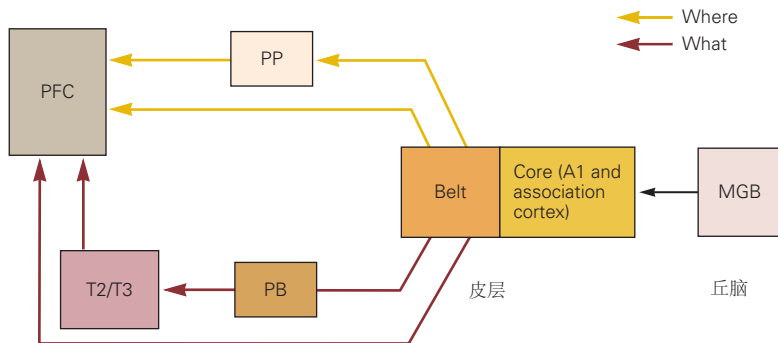 Where
What
PP
PFC
Belt
Core (A1 and
association
cortex)
MGB
T2/T3
PB
皮层
丘脑